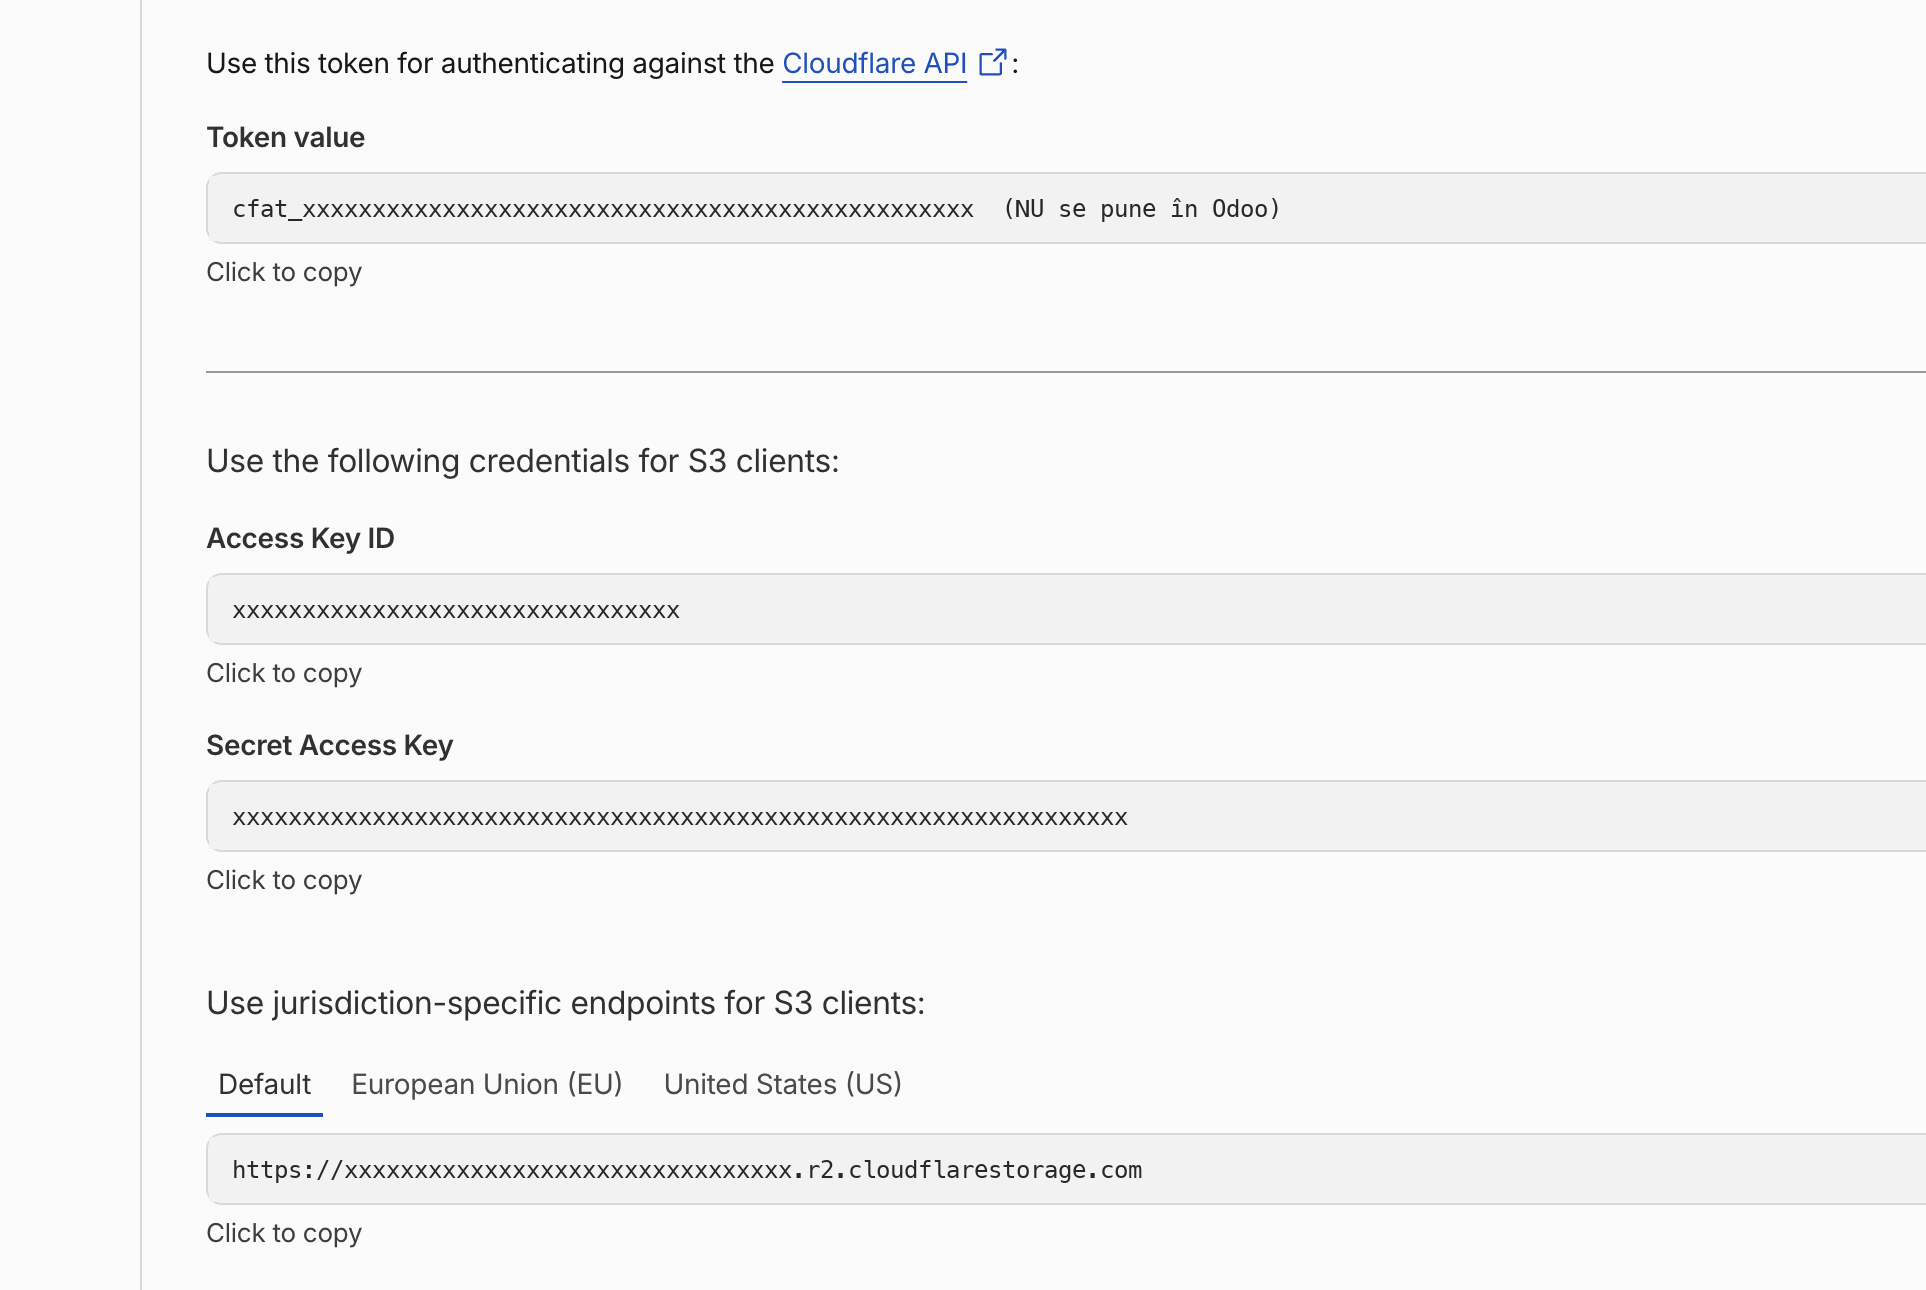 Use this token for authenticating against the Cloudflare API :
Token value
cfat_xxxxxxxxxxxxxxxxxxxxxxxxxxxxxxxxxxxxxxxxxxxxxxxx (NU se pune în Odoo)
Click to copy
Use the following credentials for S3 clients:
Access Key ID
xxxxxxxxxxxxxxxxxxxxxxxxxxxxxxxx
Click to copy
Secret Access Key
xxxxxxxxxxxxxxxxxxxxxxxxxxxxxxxxxxxxxxxxxxxxxxxxxxxxxxxxxxxxxxxx
Click to copy
Use jurisdiction-specific endpoints for S3 clients:
Default European Union (EU) United States (US)
https://xxxxxxxxxxxxxxxxxxxxxxxxxxxxxxxx.r2.cloudflarestorage.com
Click to copy